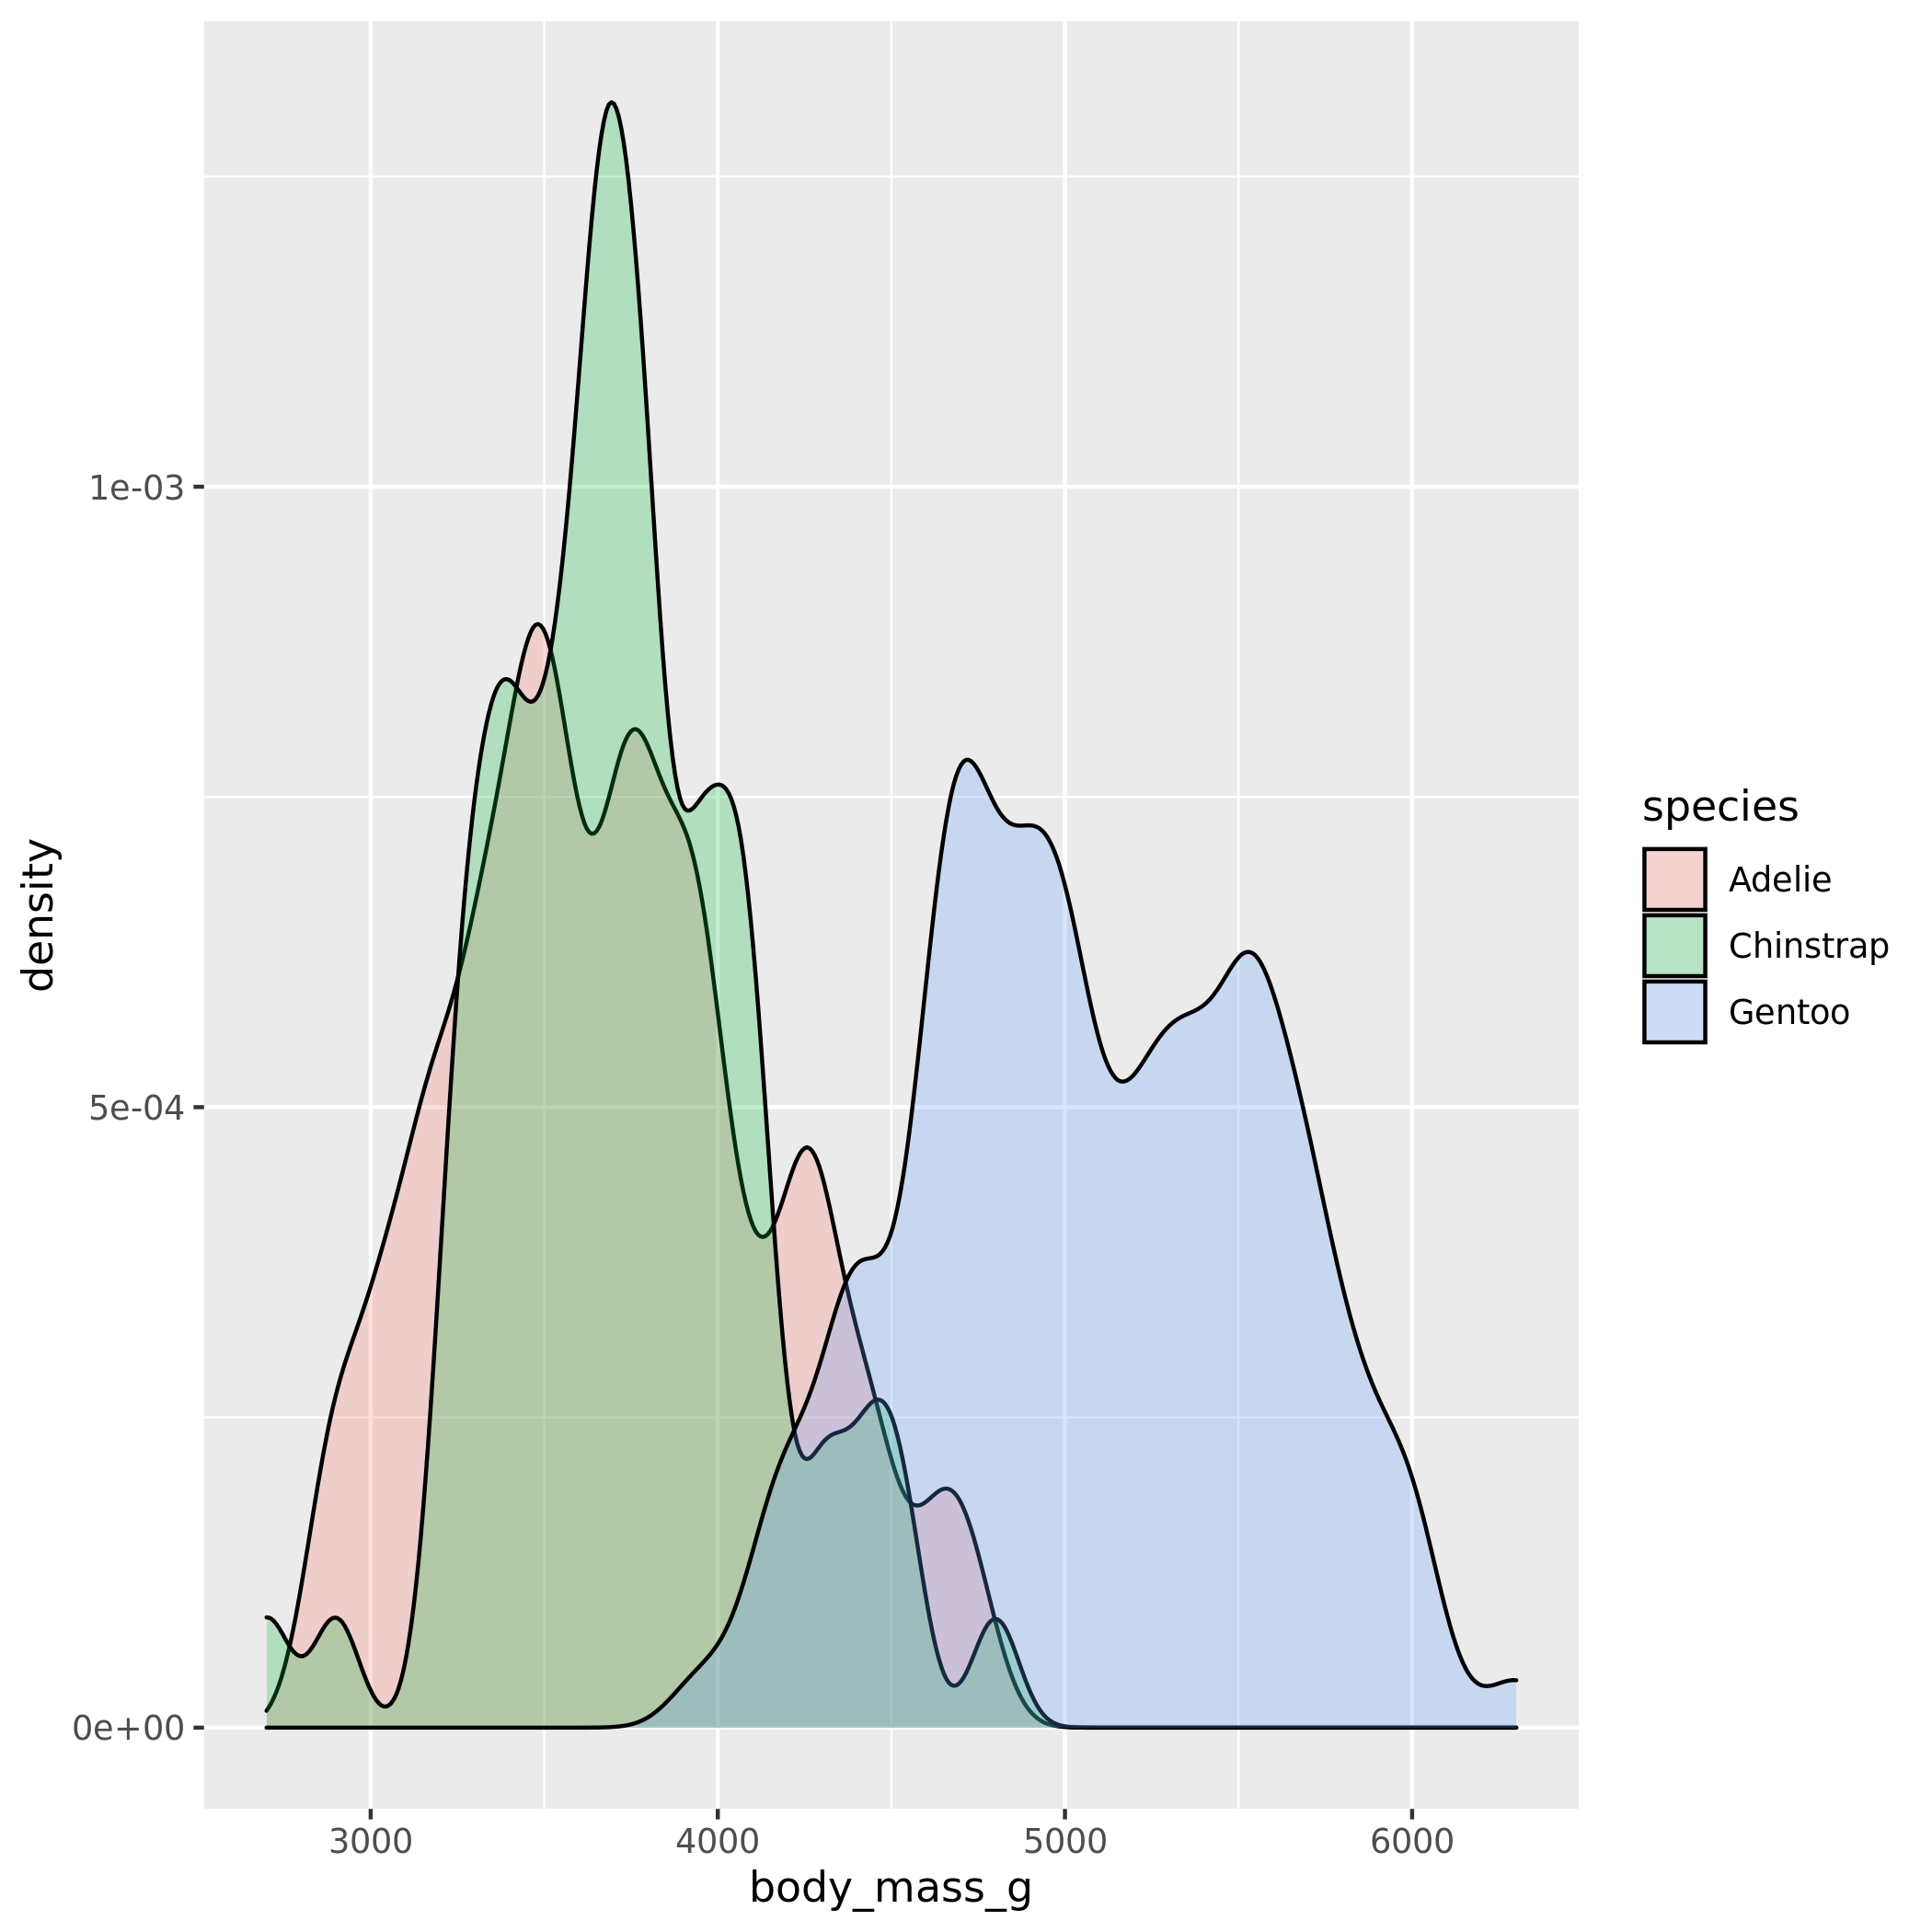 density
1e-03
5e-04
0e+00
3000 4000 5000 6000
body_mass_g
species
Adelie
Chinstrap
Gentoo